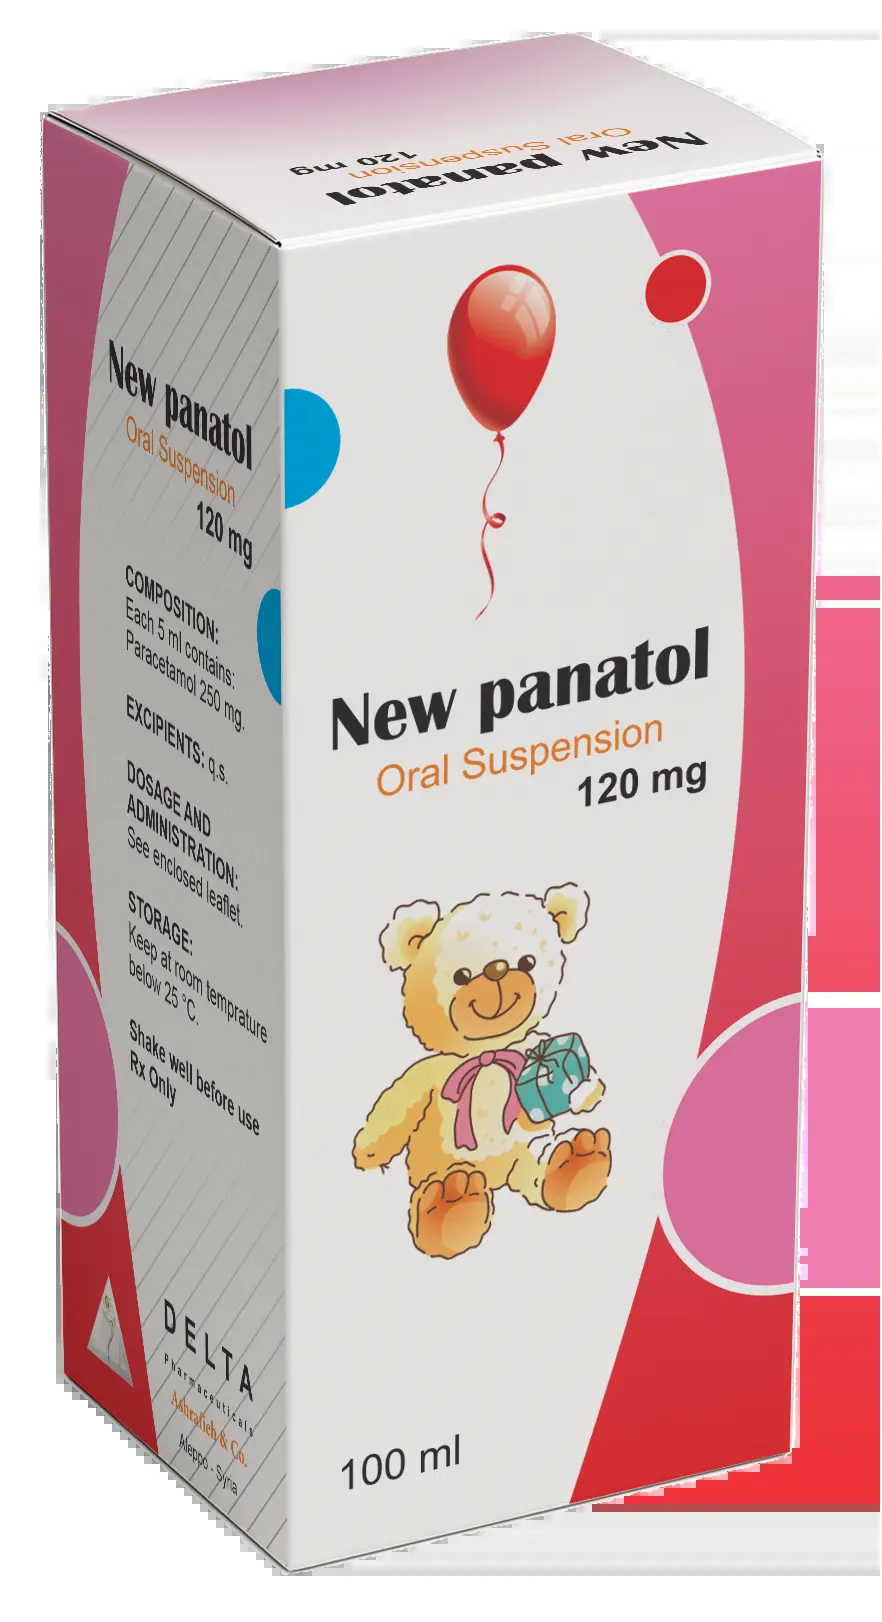 New panatol
Oral Suspension
120 mg
New panatol
Oral Suspension
120 mg
COMPOSITION:
Each 5 ml contains:
Paracetamol 250 mg.
EXCIPIENTS: q.s.
DOSAGE AND
ADMINISTRATION:
See enclosed leaflet.
STORAGE:
Keep at room temprature
below 25 °C.
Shake well before use
Rx Only
DELTA
Pharmaceuticals
Ashrafieh & Co.
Aleppo - Syria
New panatol
Oral Suspension
120 mg
100 ml